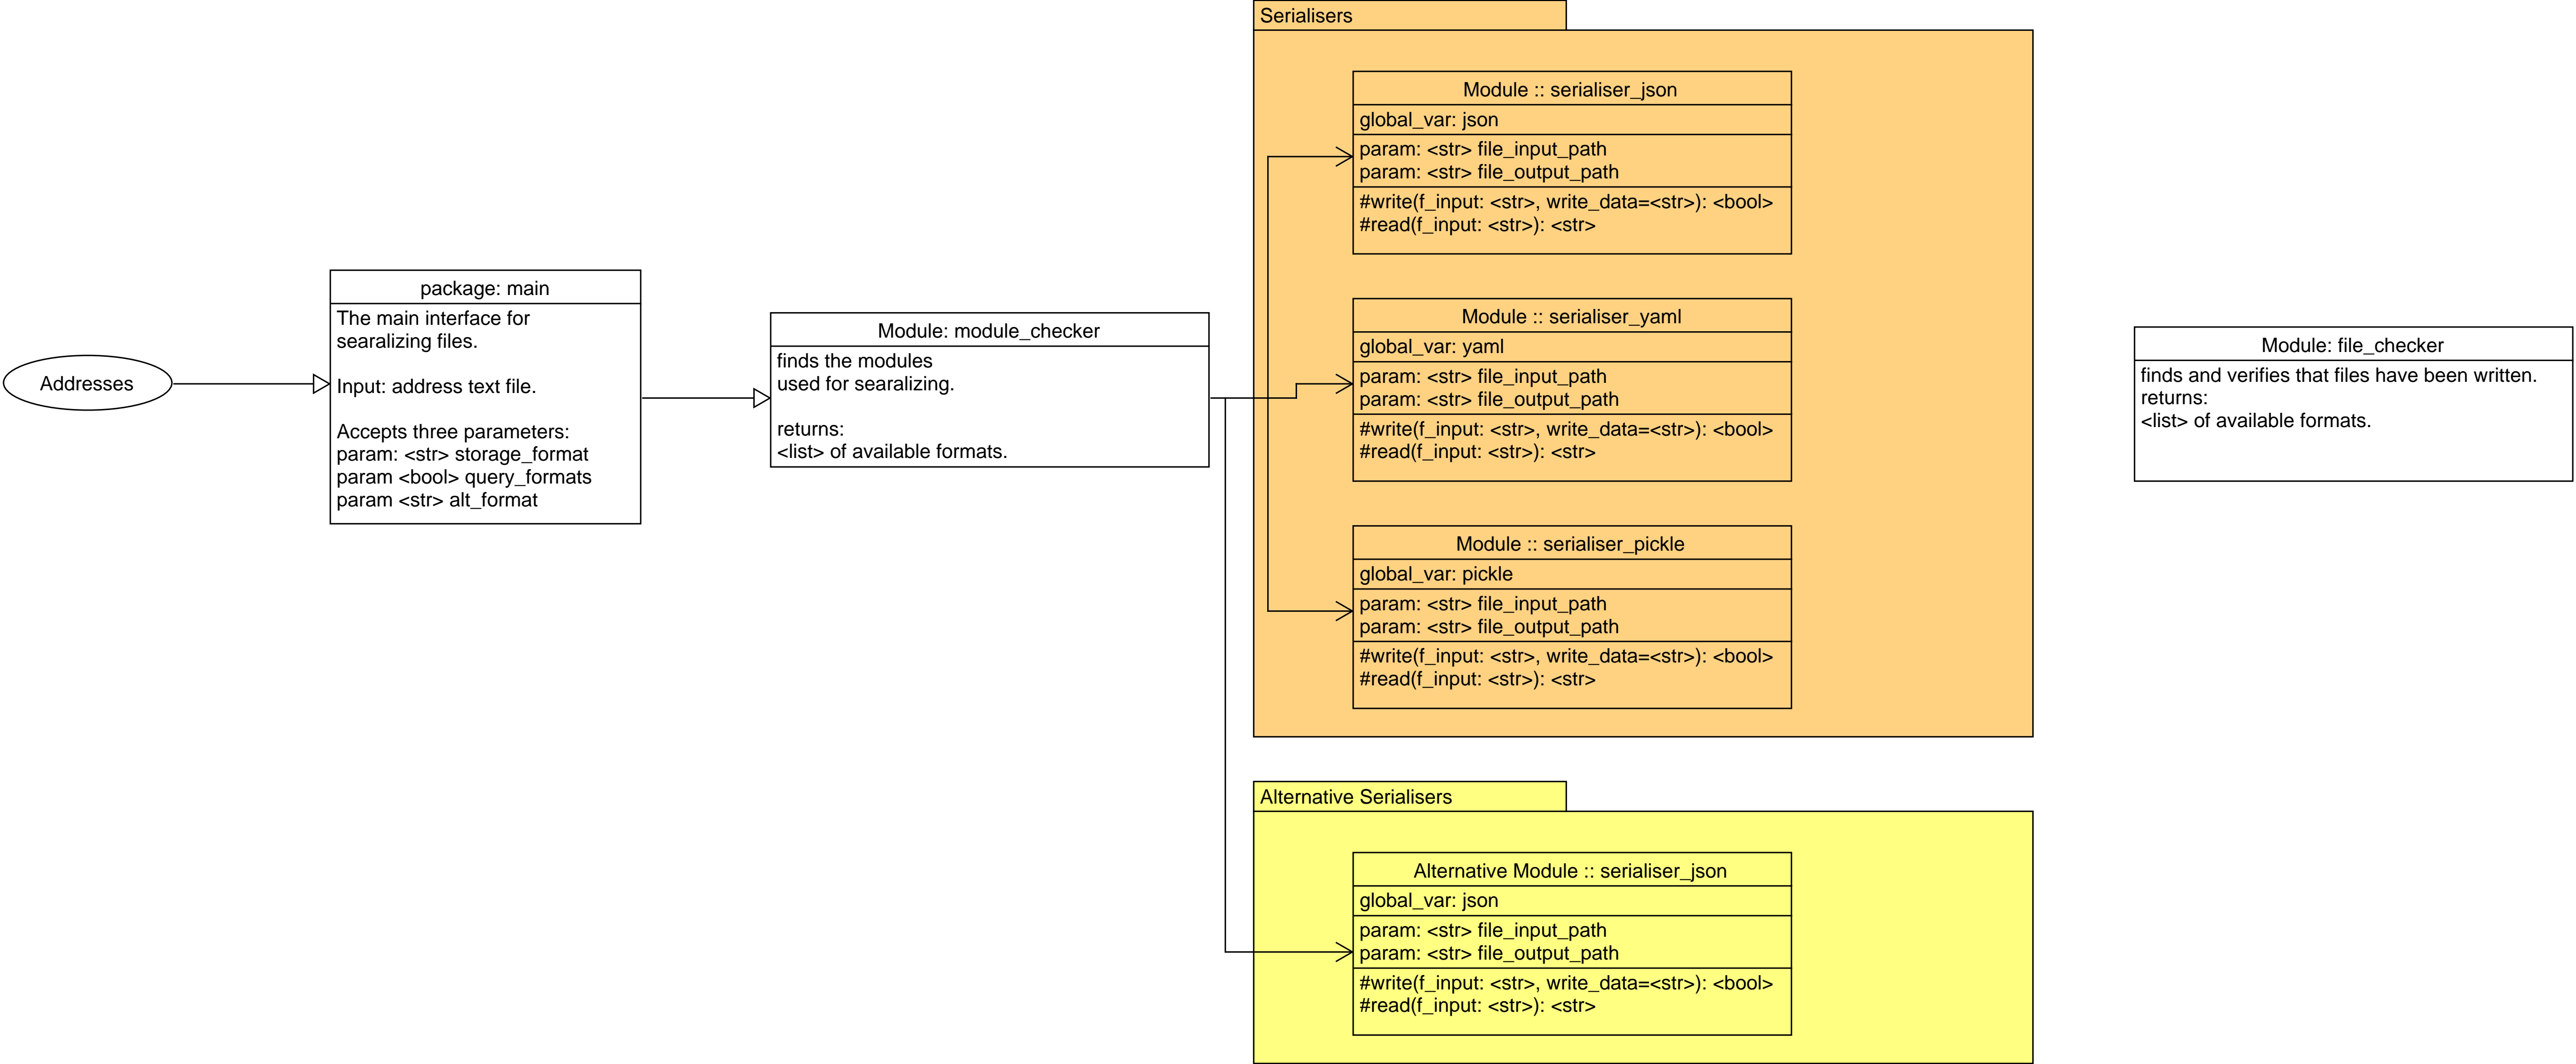 Addresses
package: main
The main interface for
searalizing files.
Input: address text file.
Accepts three parameters:
param: <str> storage_format
param <bool> query_formats
param <str> alt_format
Module: module_checker
finds the modules
used for searalizing.
returns:
<list> of available formats.
Serialisers
Module :: serialiser_json
global_var: json
param: <str> file_input_path
param: <str> file_output_path
#write(f_input: <str>, write_data=<str>): <bool>
#read(f_input: <str>): <str>
Module :: serialiser_yaml
global_var: yaml
param: <str> file_input_path
param: <str> file_output_path
#write(f_input: <str>, write_data=<str>): <bool>
#read(f_input: <str>): <str>
Module :: serialiser_pickle
global_var: pickle
param: <str> file_input_path
param: <str> file_output_path
#write(f_input: <str>, write_data=<str>): <bool>
#read(f_input: <str>): <str>
Alternative Serialisers
Alternative Module :: serialiser_json
global_var: json
param: <str> file_input_path
param: <str> file_output_path
#write(f_input: <str>, write_data=<str>): <bool>
#read(f_input: <str>): <str>
Module: file_checker
finds and verifies that files have been written.
returns:
<list> of available formats.